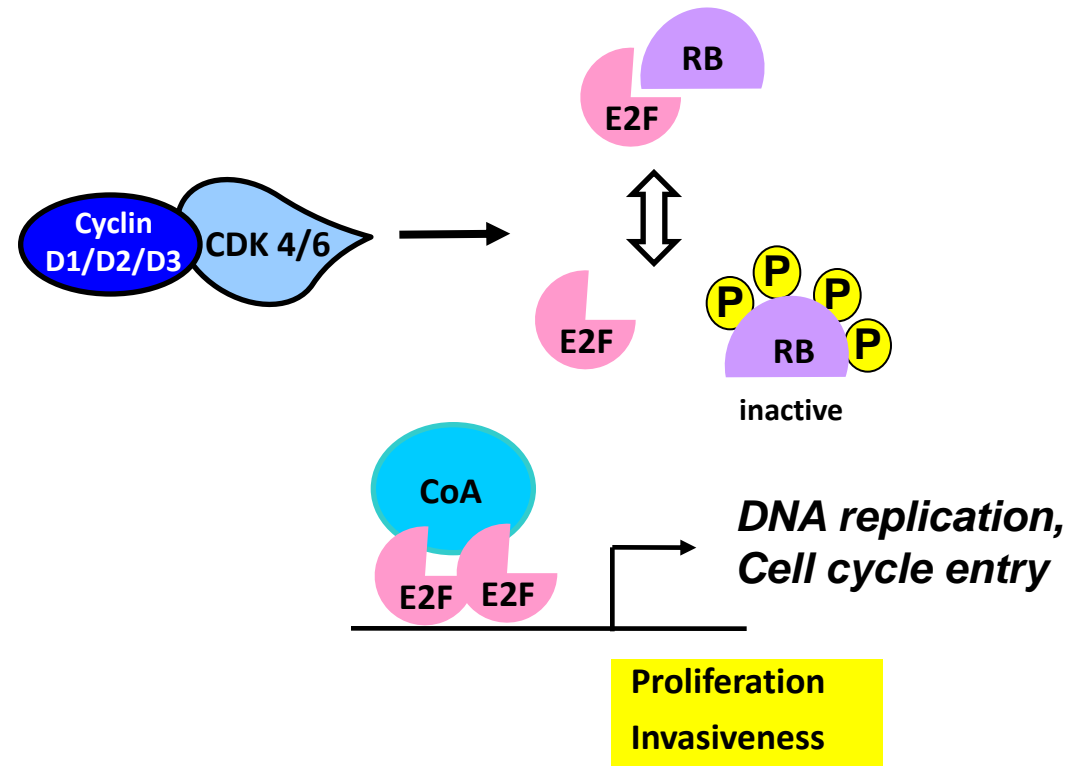 RB
E2F
Cyclin
D1/D2/D3
CDK 4/6
E2F
P
P
P
P
RB
inactive
CoA
E2F
E2F
DNA replication,
Cell cycle entry
Proliferation
Invasiveness